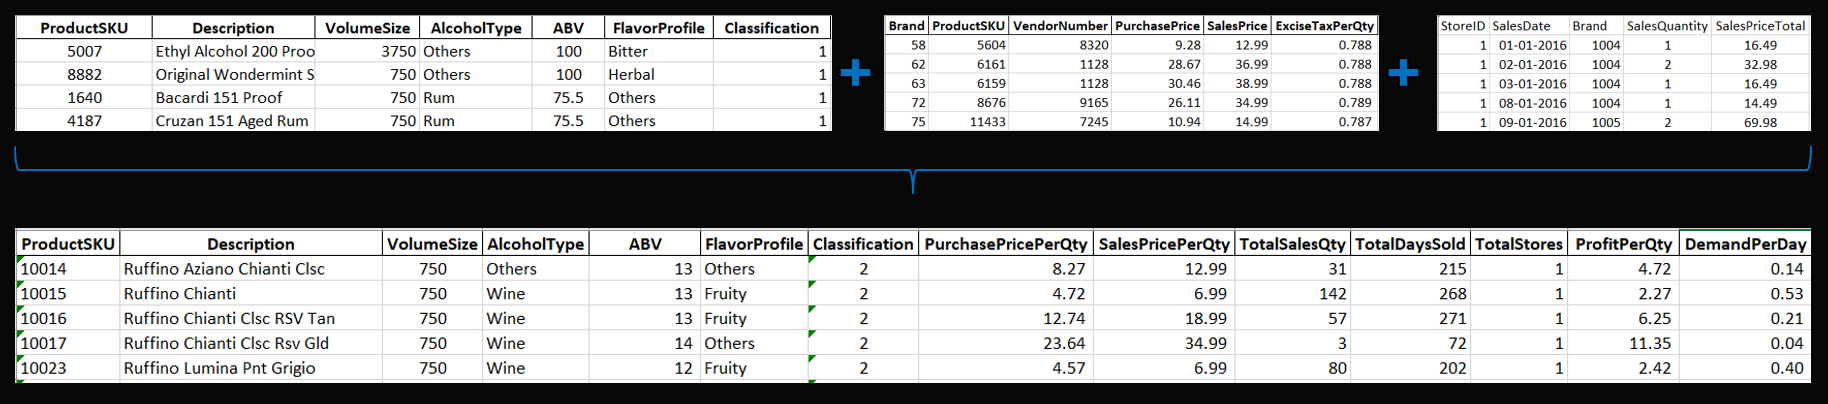 ProductSKU Description VolumeSize AlcoholType ABV FlavorProfile Classification
5007 Ethyl Alcohol 200 Proo 3750 Others 100 Bitter 1
8882 Original Wondermint S 750 Others 100 Herbal 1
1640 Bacardi 151 Proof 750 Rum 75.5 Others 1
4187 Cruzan 151 Aged Rum 750 Rum 75.5 Others 1
Brand ProductSKU VendorNumber PurchasePrice SalesPrice ExciseTaxPerQty
58 5604 8320 9.28 12.99 0.788
62 6161 1128 28.67 36.99 0.788
63 6159 1128 30.46 38.99 0.788
72 8676 9165 26.11 34.99 0.789
75 11433 7245 10.94 14.99 0.787
StoreID SalesDate Brand SalesQuantity SalesPriceTotal
1 01-01-2016 1004 1 16.49
1 02-01-2016 1004 2 32.98
1 03-01-2016 1004 1 16.49
1 08-01-2016 1004 1 14.49
1 09-01-2016 1005 2 69.98
ProductSKU Description VolumeSize AlcoholType ABV FlavorProfile Classification PurchasePricePerQty SalesPricePerQty TotalSalesQty TotalDaysSold TotalStores ProfitPerQty DemandPerDay
10014 Ruffino Aziano Chianti Clsc 750 Others 13 Others 2 8.27 12.99 31 215 1 4.72 0.14
10015 Ruffino Chianti 750 Wine 13 Fruity 2 4.72 6.99 142 268 1 2.27 0.53
10016 Ruffino Chianti Clsc RSV Tan 750 Wine 13 Fruity 2 12.74 18.99 57 271 1 6.25 0.21
10017 Ruffino Chianti Clsc Rsv Gld 750 Wine 14 Others 2 23.64 34.99 3 72 1 11.35 0.04
10023 Ruffino Lumina Pnt Grigio 750 Wine 12 Fruity 2 4.57 6.99 80 202 1 2.42 0.40